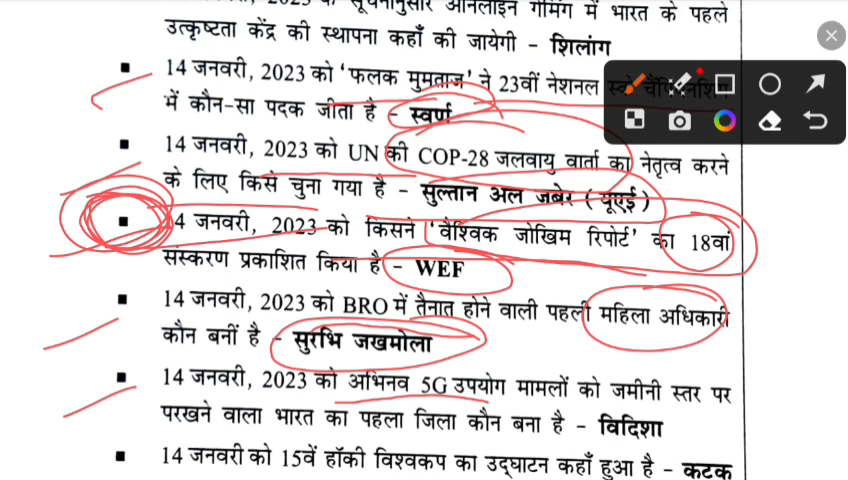 2023 के सूचनानुसार ऑनलाइन गेमिंग में भारत के पहले
उत्कृष्टता केंद्र की स्थापना कहाँ की जायेगी - शिलांग
▪ 14 जनवरी, 2023 को 'फलक मुमताज' ने 23वीं नेशनल
में कौन-सा पदक जीता है - स्वर्ण
▪ 14 जनवरी, 2023 को UN की COP-28 जलवायु वार्ता का नेतृत्व करने
के लिए किसे चुना गया है - सुल्तान अल जबेर ( यूएई )
▪ 14 जनवरी, 2023 को किसने 'वैश्विक जोखिम रिपोर्ट' का 18वां
संस्करण प्रकाशित किया है - WEF
▪ 14 जनवरी, 2023 को BRO में तैनात होने वाली पहली महिला अधिकारी
कौन बनीं है - सुरभि जखमोला
▪ 14 जनवरी, 2023 को अभिनव 5G उपयोग मामलों को जमीनी स्तर पर
परखने वाला भारत का पहला जिला कौन बना है - विदिशा
▪ 14 जनवरी को 15वें हॉकी विश्वकप का उद्घाटन कहाँ हुआ है - कटक